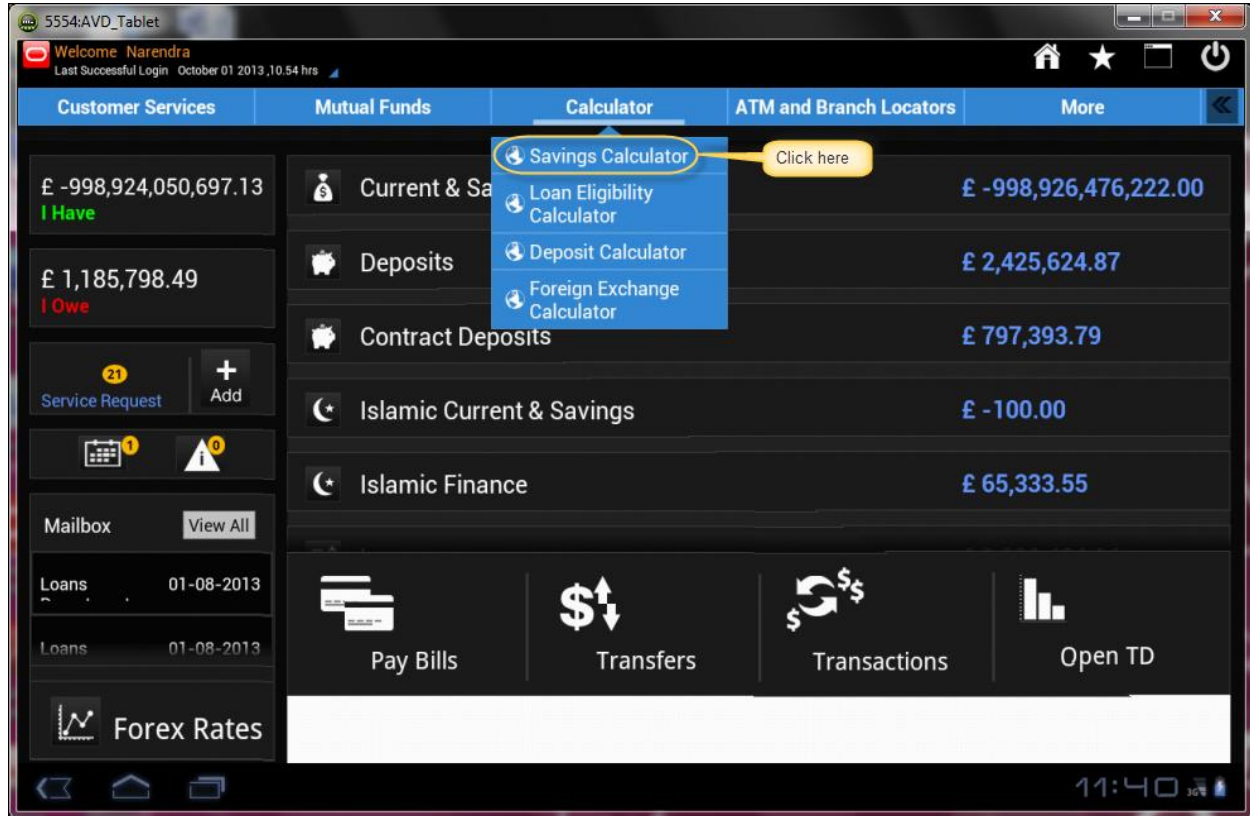 5554:AVD_Tablet
Welcome Narendra
Last Successful Login October 01 2013 ,10.54 hrs
Customer Services
Mutual Funds
Calculator
ATM and Branch Locators
More
Savings Calculator
Click here
Loan Eligibility
Calculator
Deposit Calculator
Foreign Exchange
Calculator
£ -998,924,050,697.13
I Have
£ 1,185,798.49
I Owe
21
Service Request
+
Add
1
0
Mailbox
View All
Loans 01-08-2013
Loans 01-08-2013
Forex Rates
Current & Sa
£ -998,926,476,222.00
Deposits
£ 2,425,624.87
Contract Deposits
£ 797,393.79
Islamic Current & Savings
£ -100.00
Islamic Finance
£ 65,333.55
Pay Bills
Transfers
Transactions
Open TD
11:40
3G